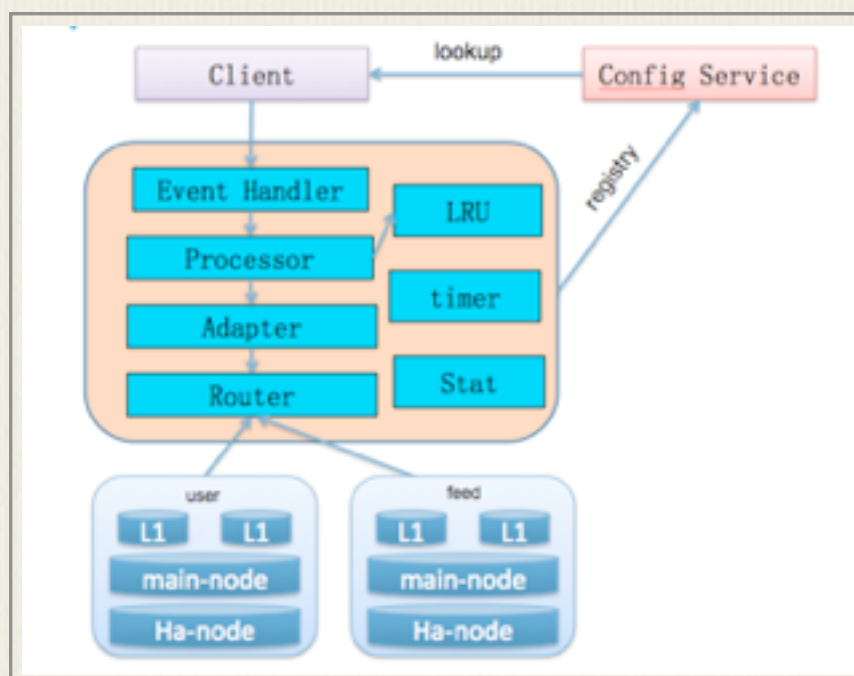 lookup
Client
Config Service
registry
Event Handler
LRU
Processor
timer
Adapter
Stat
Router
user
feed
L1
L1
L1
L1
main-node
main-node
Ha-node
Ha-node